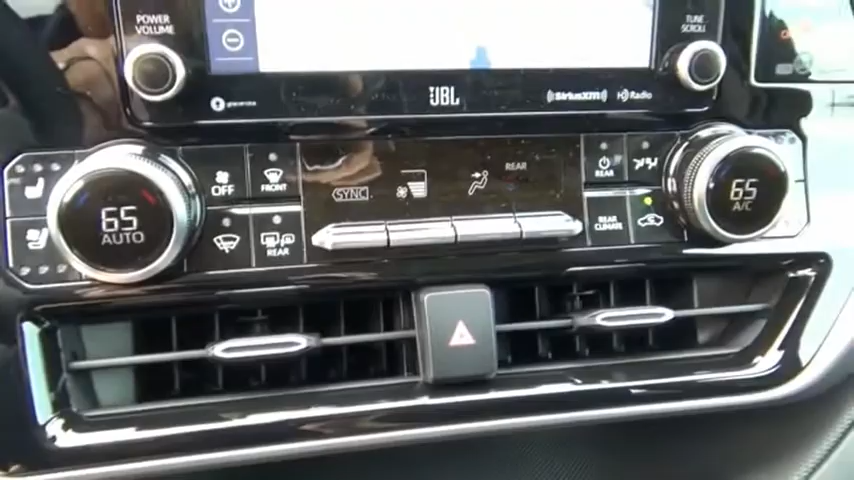 POWER
VOLUME
TUNE
SCROLL
JBL
SiriusXM
HD Radio
OFF
FRONT
REAR
65
AUTO
SYNC
REAR
REAR
REAR
CLIMATE
65
A/C